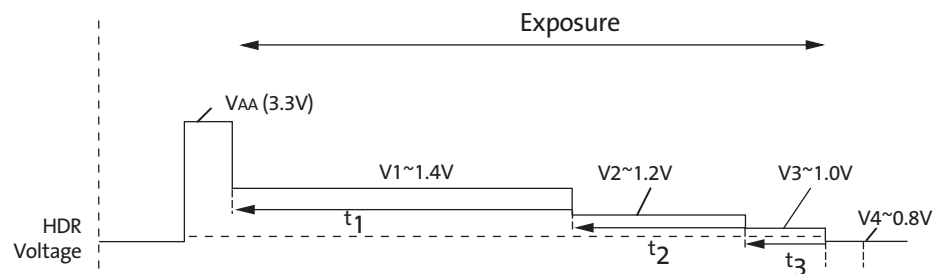 Exposure
VAA (3.3V)
V1~1.4V
V2~1.2V
V3~1.0V
HDR
Voltage
t1
t2
t3
V4~0.8V